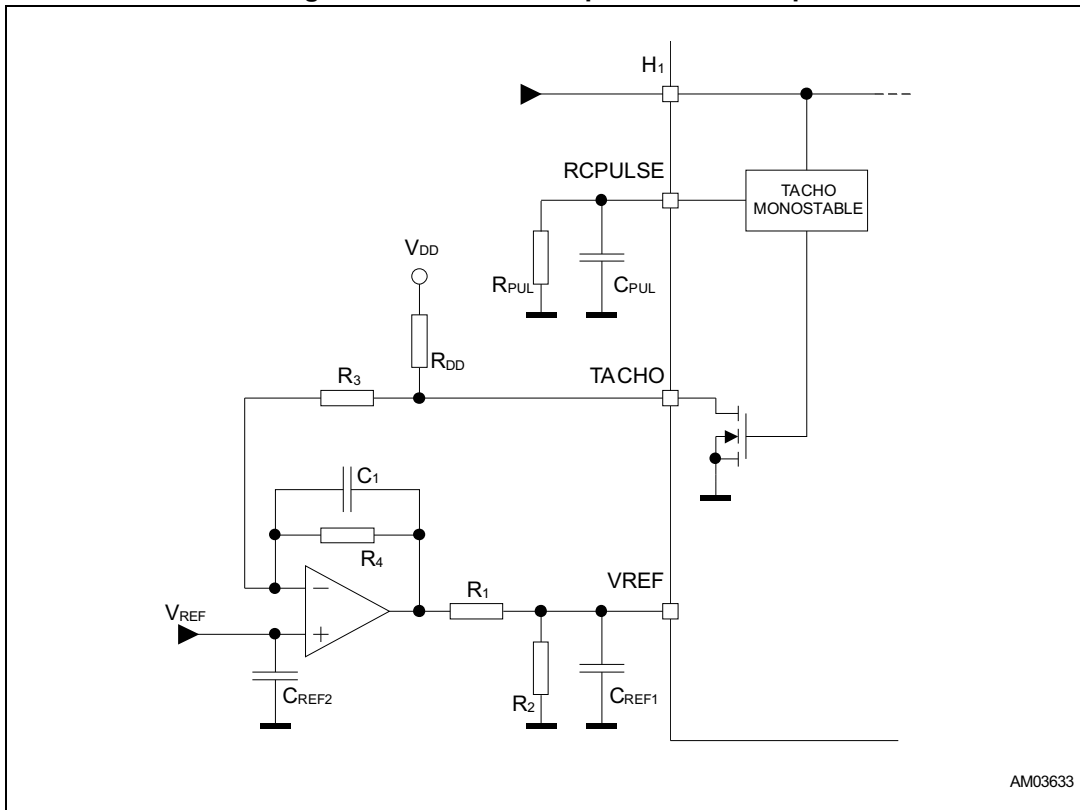 H1
RCPULSE
TACHO
MONOSTABLE
VDD
RPUL
CPUL
RDD
R3
TACHO
C1
R4
VREF
R1
VREF
CREF2
R2
CREF1
AM03633